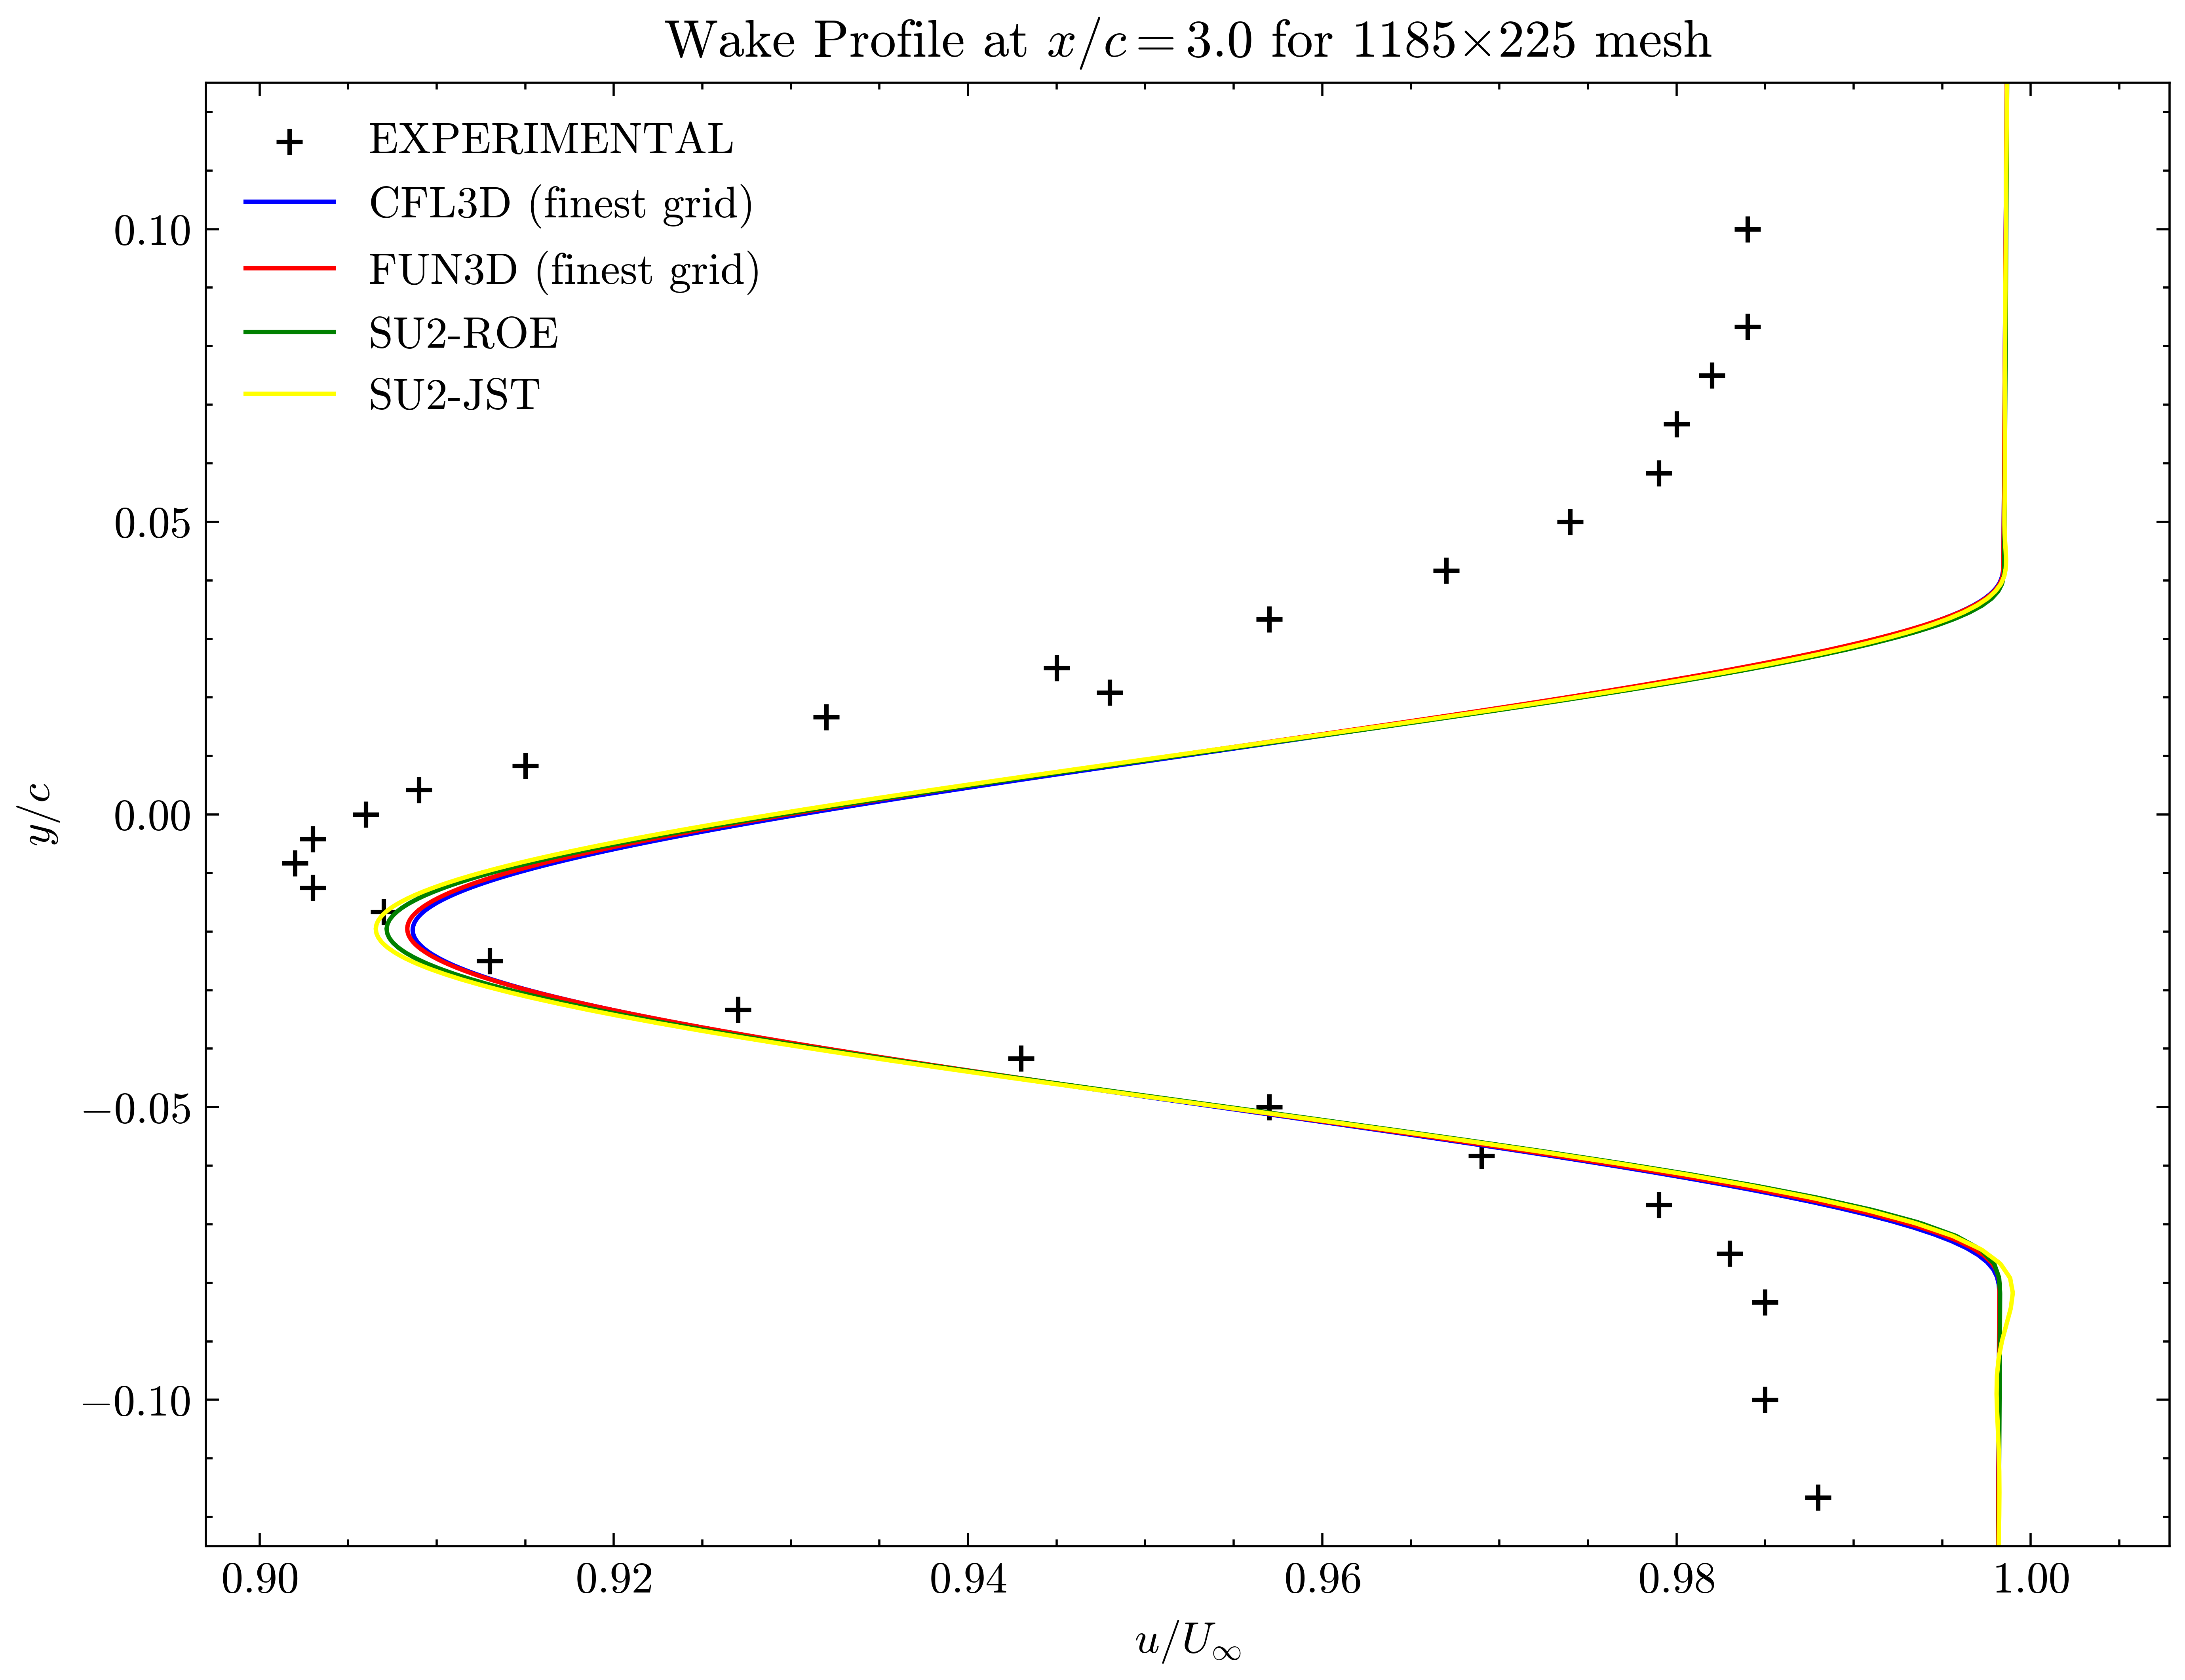 Wake Profile at x/c = 3.0 for 1185×225 mesh
EXPERIMENTAL
CFL3D (finest grid)
FUN3D (finest grid)
SU2-ROE
SU2-JST
0.10
0.05
0.00
−0.05
−0.10
y/c
0.90 0.92 0.94 0.96 0.98 1.00
u/U∞